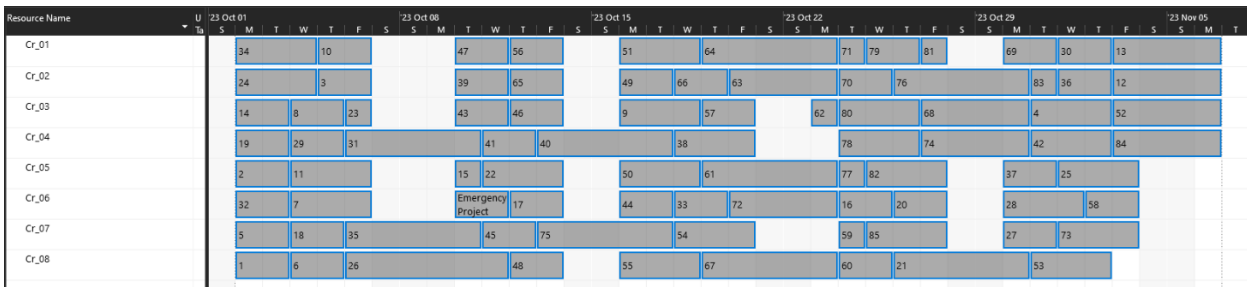 Resource Name
U
'23 Oct 01
'23 Oct 08
'23 Oct 15
'23 Oct 22
'23 Oct 29
'23 Nov 05
Ta S M T W T F S S M T W T F S S M T W T F S S M T W T F S S M T W T F S S M T
Cr_01 34 10 47 56 51 64 71 79 81 69 30 13
Cr_02 24 3 39 65 49 66 63 70 76 83 36 12
Cr_03 14 8 23 43 46 9 57 62 80 68 4 52
Cr_04 19 29 31 41 40 38 78 74 42 84
Cr_05 2 11 15 22 50 61 77 82 37 25
Cr_06 32 7 Emergency Project 17 44 33 72 16 20 28 58
Cr_07 5 18 35 45 75 54 59 85 27 73
Cr_08 1 6 26 48 55 67 60 21 53